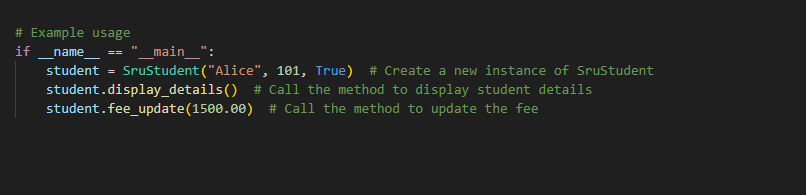 # Example usage
if __name__ == "__main__":
    student = SruStudent("Alice", 101, True)  # Create a new instance of SruStudent
    student.display_details()  # Call the method to display student details
    student.fee_update(1500.00)  # Call the method to update the fee